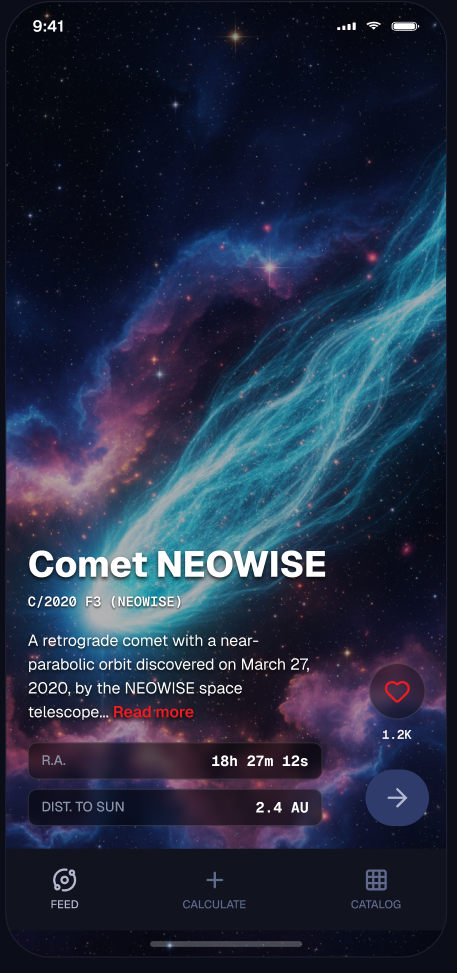 9:41
Comet NEOWISE
C/2020 F3 (NEOWISE)
A retrograde comet with a near-
parabolic orbit discovered on March 27,
2020, by the NEOWISE space
telescope... Read more
1.2K
R.A. 18h 27m 12s
DIST. TO SUN 2.4 AU
FEED CALCULATE CATALOG